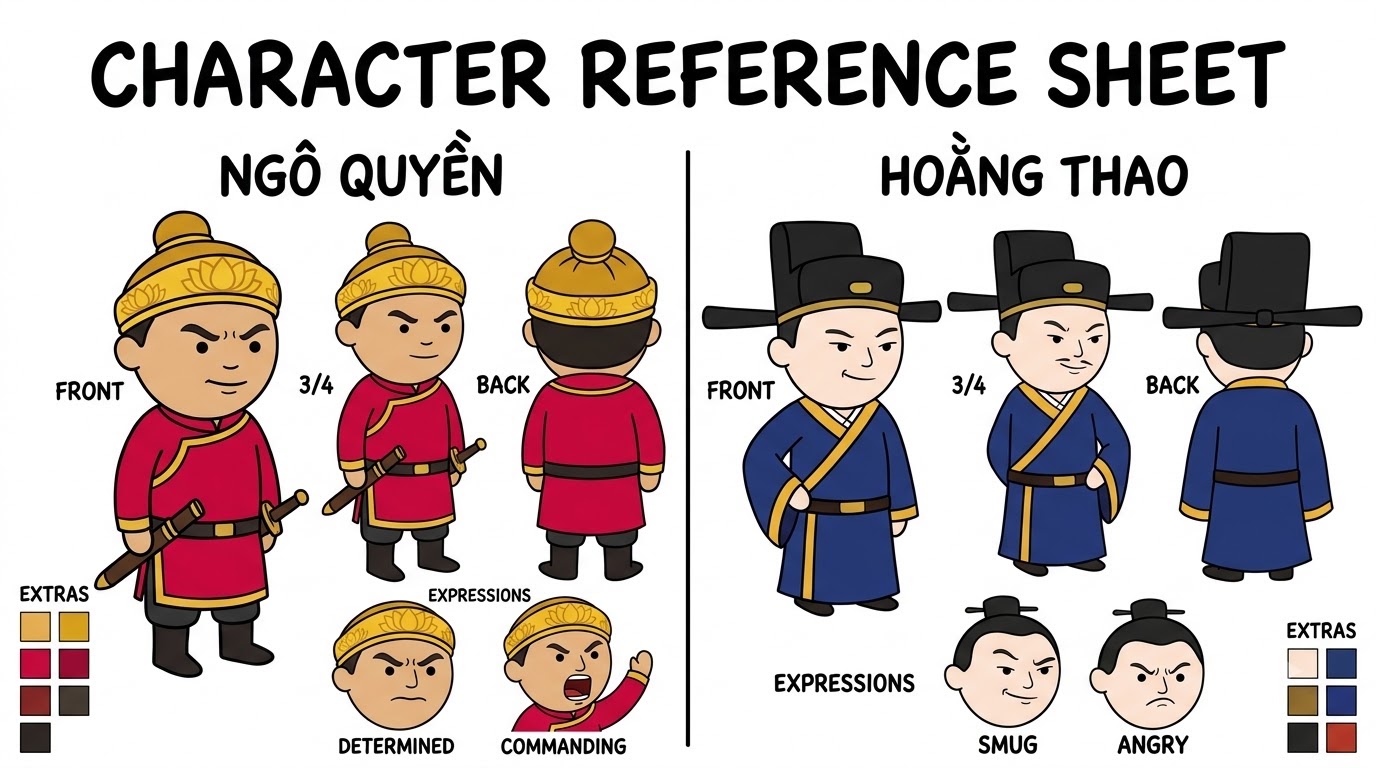 CHARACTER REFERENCE SHEET
NGÔ QUYỀN
FRONT
3/4
BACK
EXTRAS
EXPRESSIONS
DETERMINED
COMMANDING
HOẰNG THAO
FRONT
3/4
BACK
EXPRESSIONS
SMUG
ANGRY
EXTRAS